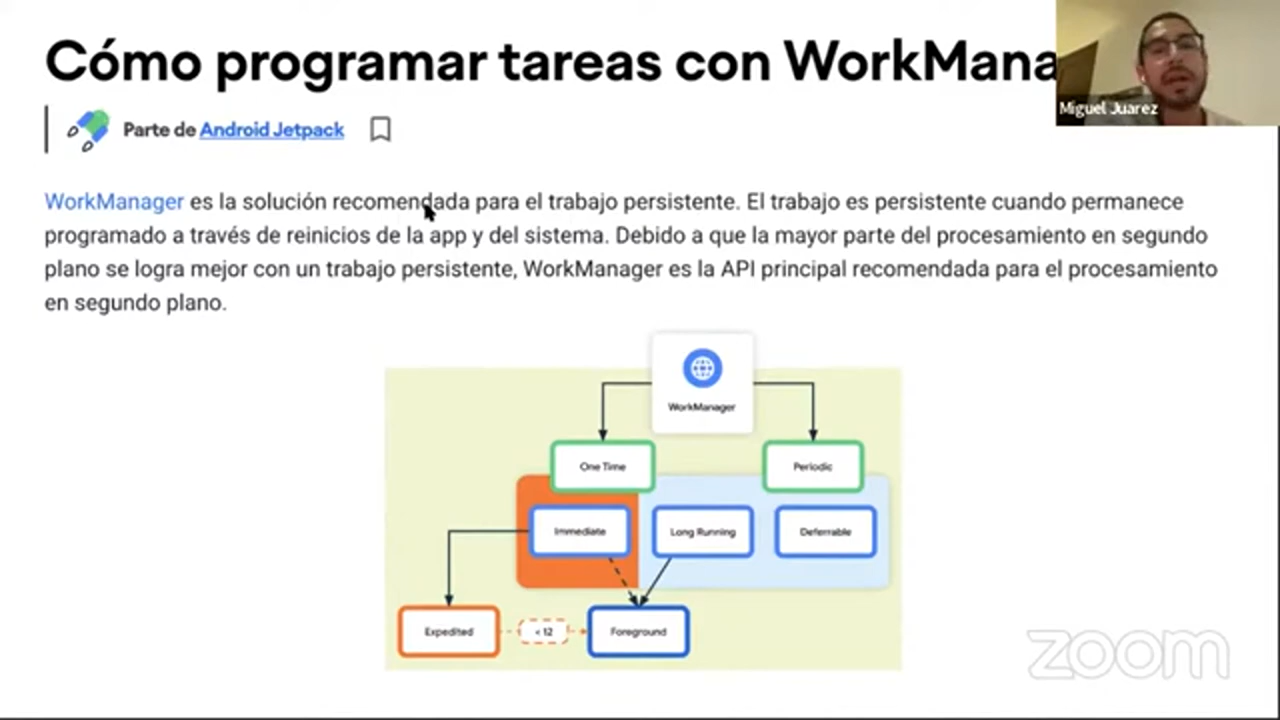 Cómo programar tareas con WorkMana
Miguel Juarez
Parte de Android Jetpack
WorkManager es la solución recomendada para el trabajo persistente. El trabajo es persistente cuando permanece
programado a través de reinicios de la app y del sistema. Debido a que la mayor parte del procesamiento en segundo
plano se logra mejor con un trabajo persistente, WorkManager es la API principal recomendada para el procesamiento
en segundo plano.
WorkManager
One Time
Periodic
Immediate
Long Running
Deferrable
Expedited
< 12
Foreground
zoom